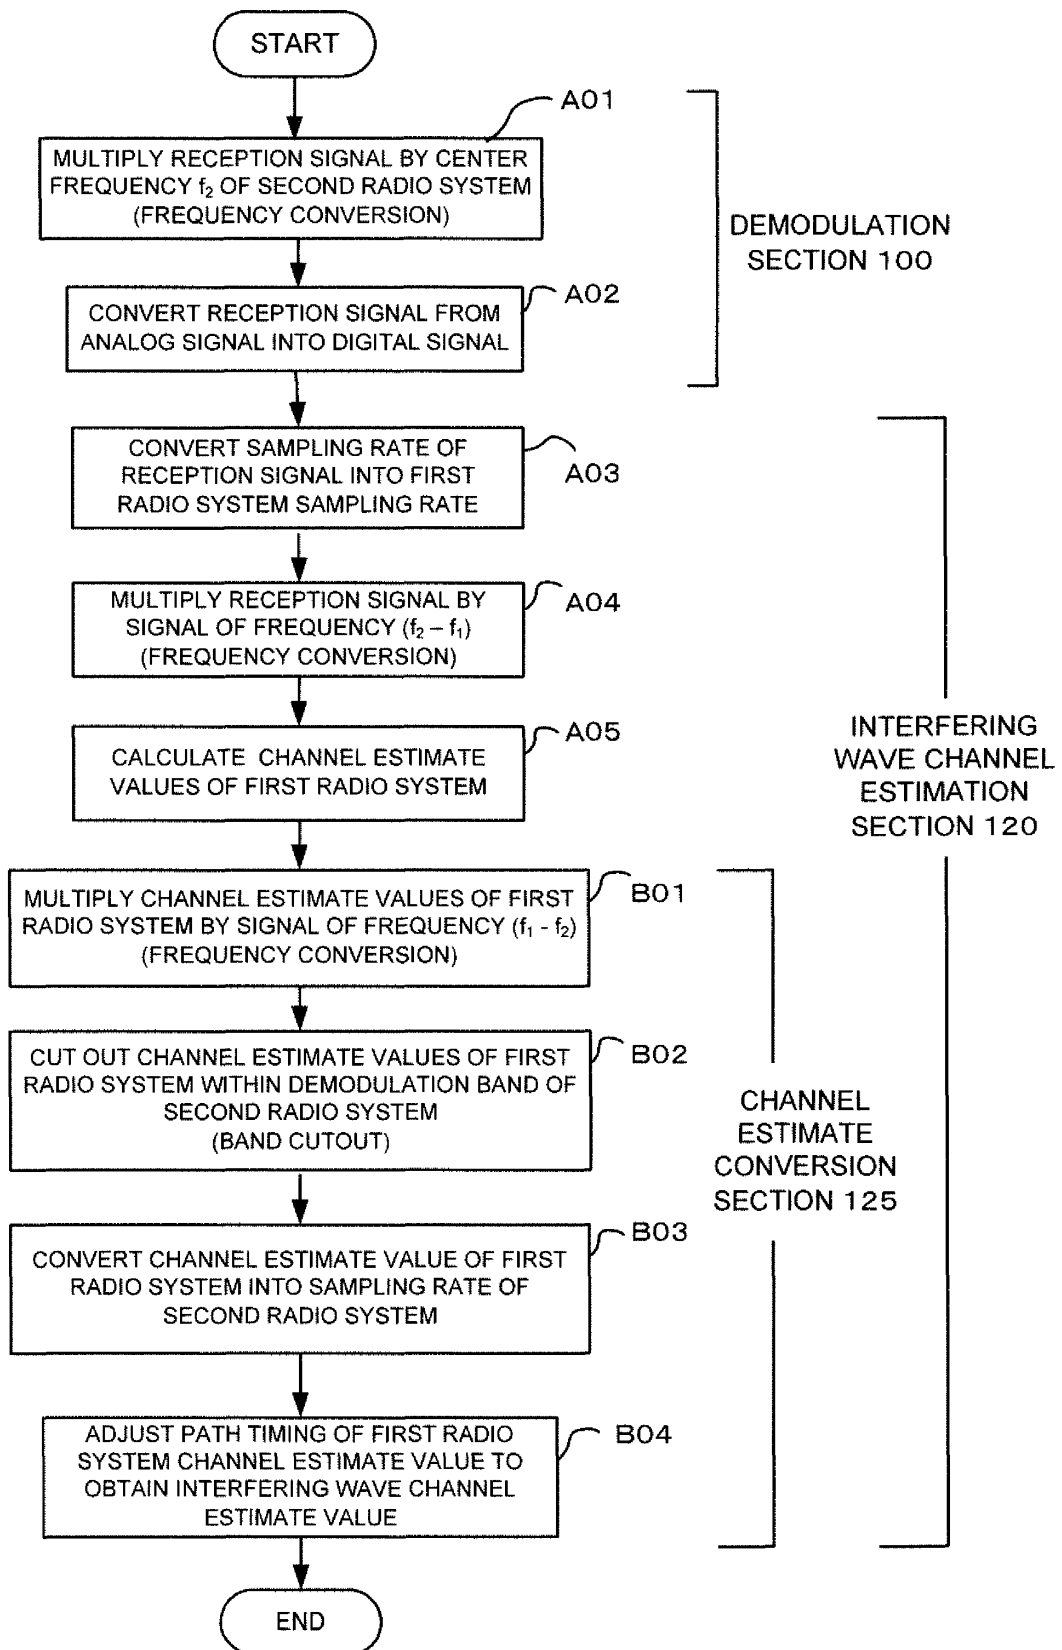 START
A01
MULTIPLY RECEPTION SIGNAL BY CENTER
FREQUENCY f₂ OF SECOND RADIO SYSTEM
(FREQUENCY CONVERSION)
DEMODULATION
SECTION 100
A02
CONVERT RECEPTION SIGNAL FROM
ANALOG SIGNAL INTO DIGITAL SIGNAL
A03
CONVERT SAMPLING RATE OF
RECEPTION SIGNAL INTO FIRST
RADIO SYSTEM SAMPLING RATE
A04
MULTIPLY RECEPTION SIGNAL BY
SIGNAL OF FREQUENCY (f₂ – f₁)
(FREQUENCY CONVERSION)
A05
CALCULATE CHANNEL ESTIMATE
VALUES OF FIRST RADIO SYSTEM
INTERFERING
WAVE CHANNEL
ESTIMATION
SECTION 120
B01
MULTIPLY CHANNEL ESTIMATE VALUES OF FIRST
RADIO SYSTEM BY SIGNAL OF FREQUENCY (f₁ - f₂)
(FREQUENCY CONVERSION)
B02
CUT OUT CHANNEL ESTIMATE VALUES OF FIRST
RADIO SYSTEM WITHIN DEMODULATION BAND OF
SECOND RADIO SYSTEM
(BAND CUTOUT)
CHANNEL
ESTIMATE
CONVERSION
SECTION 125
B03
CONVERT CHANNEL ESTIMATE VALUE OF FIRST
RADIO SYSTEM INTO SAMPLING RATE OF
SECOND RADIO SYSTEM
B04
ADJUST PATH TIMING OF FIRST RADIO
SYSTEM CHANNEL ESTIMATE VALUE TO
OBTAIN INTERFERING WAVE CHANNEL
ESTIMATE VALUE
END